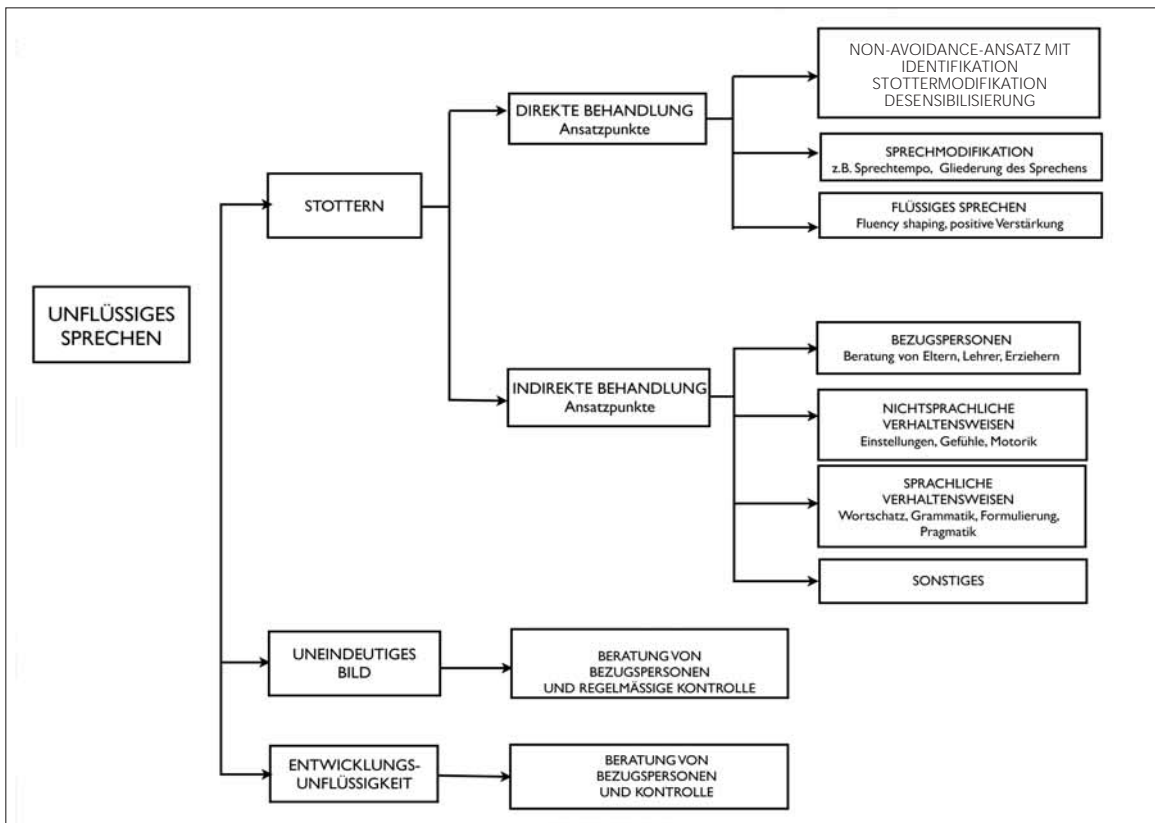 UNFLÜSSIGES
SPRECHEN
STOTTERN
DIREKTE BEHANDLUNG
Ansatzpunkte
NON-AVOIDANCE-ANSATZ MIT
IDENTIFIKATION
STOTTERMODIFIKATION
DESENSIBILISIERUNG
SPRECHMODIFIKATION
z.B. Sprechtempo, Gliederung des Sprechens
FLÜSSIGES SPRECHEN
Fluency shaping, positive Verstärkung
INDIREKTE BEHANDLUNG
Ansatzpunkte
BEZUGSPERSONEN
Beratung von Eltern, Lehrer, Erziehern
NICHTSPRACHLICHE
VERHALTENSWEISEN
Einstellungen, Gefühle, Motorik
SPRACHLICHE
VERHALTENSWEISEN
Wortschatz, Grammatik, Formulierung,
Pragmatik
SONSTIGES
UNEINDEUTIGES
BILD
BERATUNG VON
BEZUGSPERSONEN
UND REGELMÄSSIGE KONTROLLE
ENTWICKLUNGS-
UNFLÜSSIGKEIT
BERATUNG VON
BEZUGSPERSONEN
UND KONTROLLE